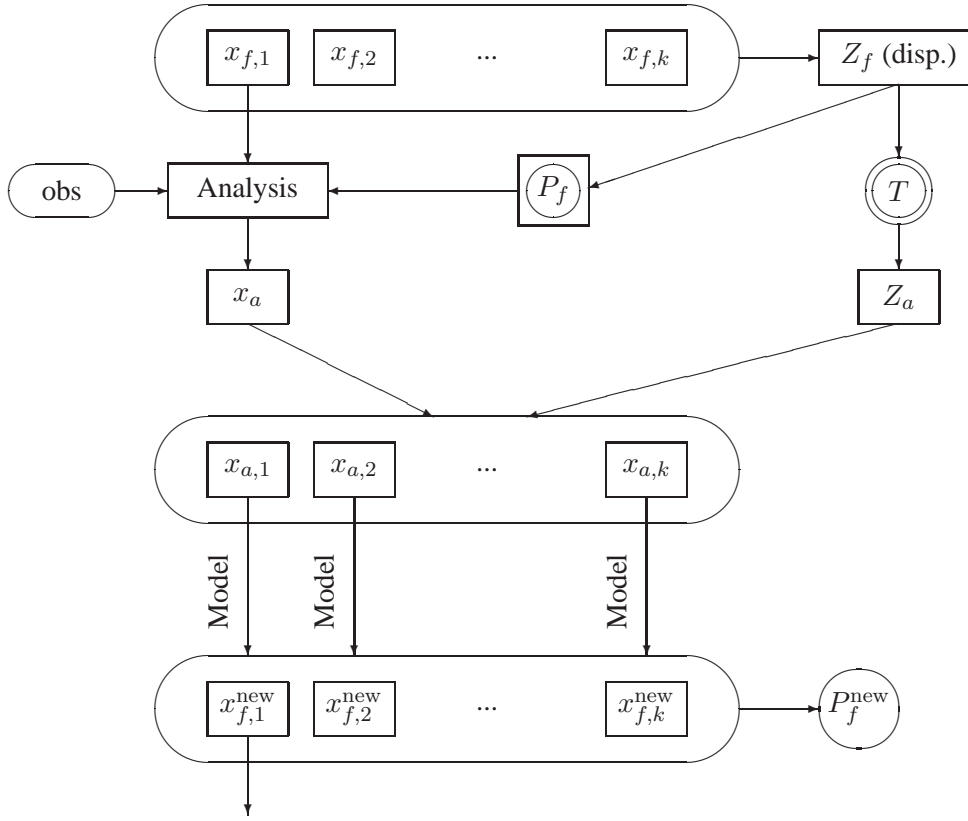 x_{f,1} x_{f,2} ... x_{f,k} Z_f (disp.)
obs Analysis P_f T
x_a Z_a
x_{a,1} x_{a,2} ... x_{a,k}
Model Model Model
x_{f,1}^{new} x_{f,2}^{new} ... x_{f,k}^{new} P_f^{new}